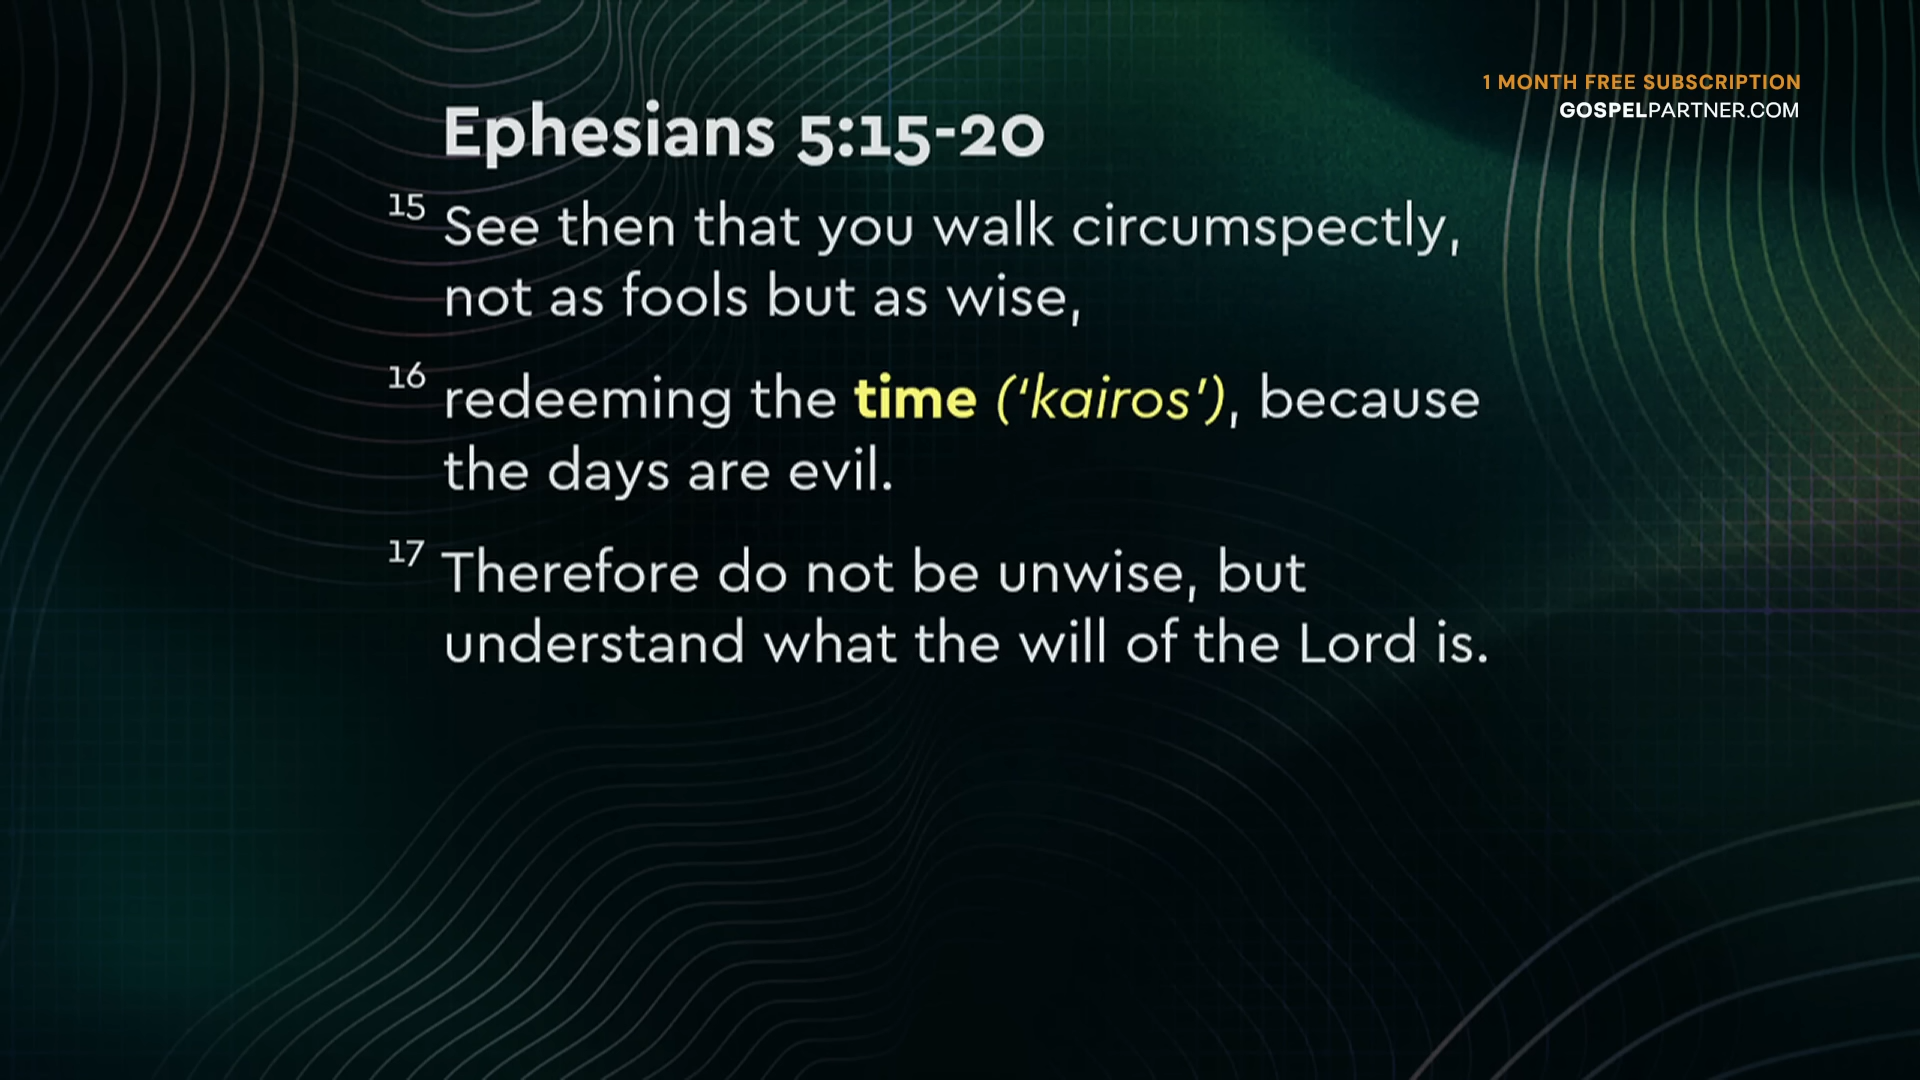 1 MONTH FREE SUBSCRIPTION
GOSPELPARTNER.COM
Ephesians 5:15-20
15 See then that you walk circumspectly,
not as fools but as wise,
16 redeeming the time (‘kairos’), because
the days are evil.
17 Therefore do not be unwise, but
understand what the will of the Lord is.